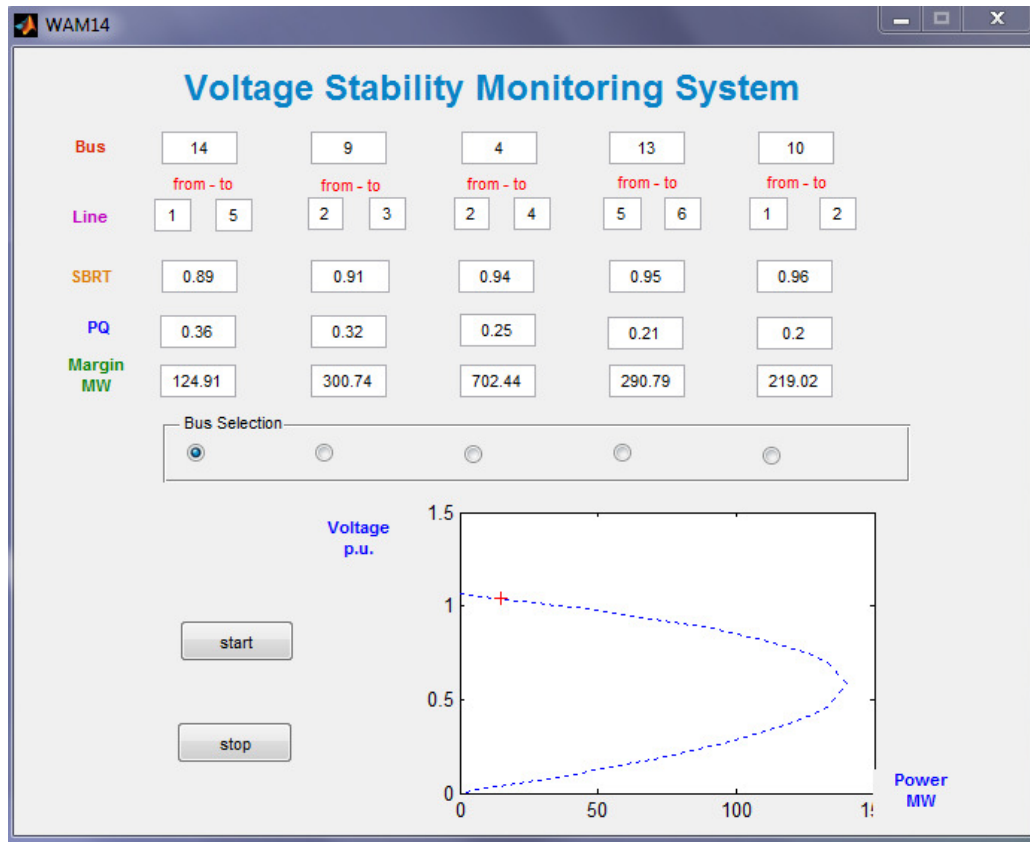 WAM14
Voltage Stability Monitoring System
Bus 14 9 4 13 10
from - to from - to from - to from - to from - to
Line 1 5 2 3 2 4 5 6 1 2
SBRT 0.89 0.91 0.94 0.95 0.96
PQ 0.36 0.32 0.25 0.21 0.2
Margin
MW
124.91 300.74 702.44 290.79 219.02
Bus Selection
Voltage
p.u.
1.5
1
0.5
0
0 50 100
start
stop
Power
MW